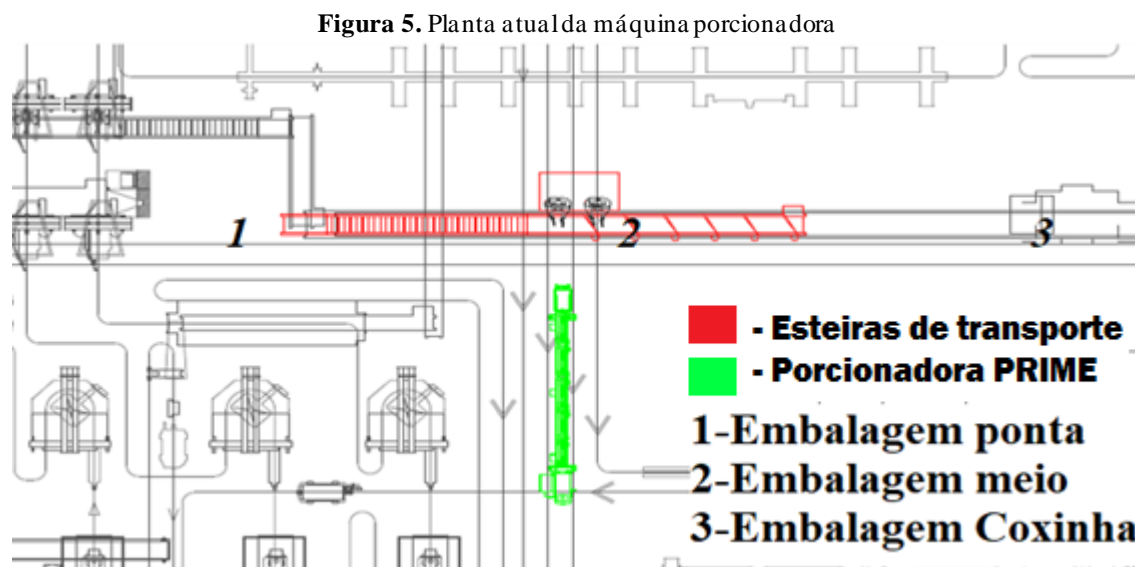 Figura 5. Planta atual da máquina porcionadora
1
2
3
- Esteiras de transporte
- Porcionadora PRIME
1-Embalagem ponta
2-Embalagem meio
3-Embalagem Coxinha